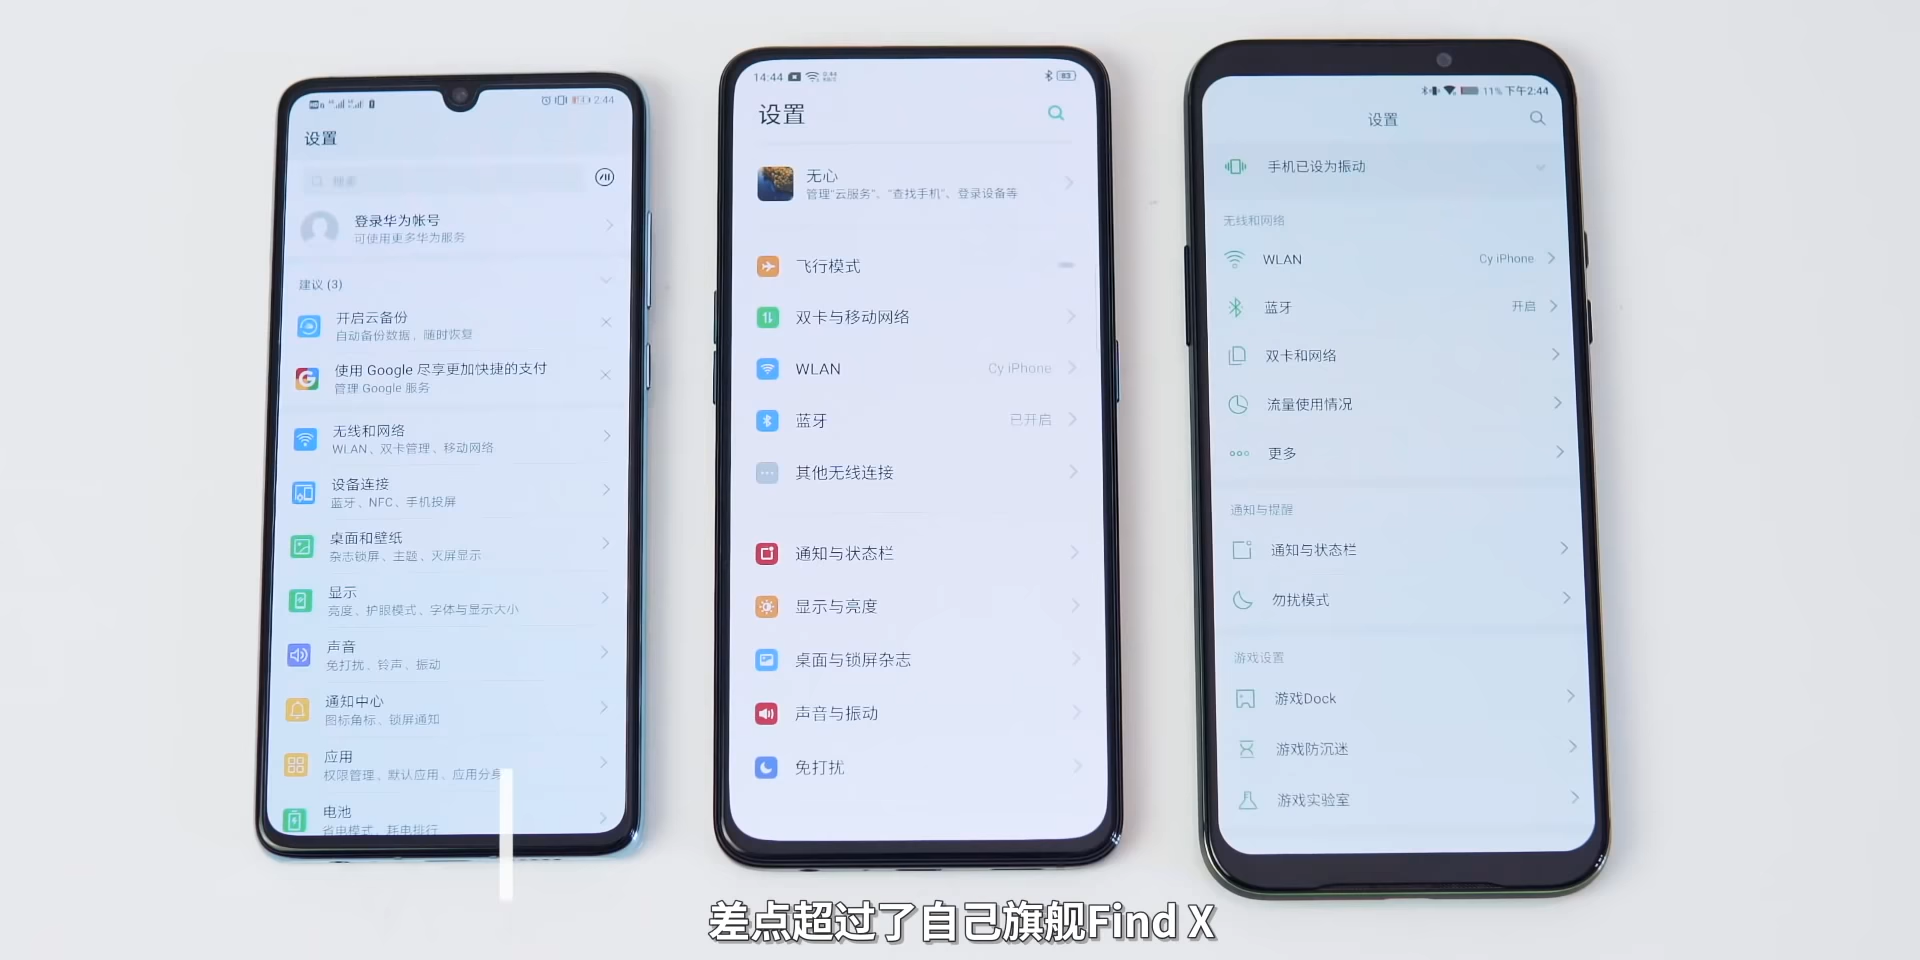 2:44
设置
搜索
登录华为帐号
可使用更多华为服务
建议 (3)
开启云备份
自动备份数据，随时恢复
使用 Google 尽享更加快捷的支付
管理 Google 服务
无线和网络
WLAN、双卡管理、移动网络
设备连接
蓝牙、NFC、手机投屏
桌面和壁纸
杂志锁屏、主题、灭屏显示
显示
亮度、护眼模式、字体与显示大小
声音
免打扰、铃声、振动
通知中心
图标角标、锁屏通知
应用
权限管理、默认应用、应用分身
电池
省电模式、耗电排行
14:44
83
设置
无心
管理“云服务”、“查找手机”、登录设备等
飞行模式
双卡与移动网络
WLAN
Cy iPhone
蓝牙
已开启
其他无线连接
通知与状态栏
显示与亮度
桌面与锁屏杂志
声音与振动
免打扰
11% 下午2:44
设置
手机已设为振动
无线和网络
WLAN
Cy iPhone
蓝牙
开启
双卡和网络
流量使用情况
更多
通知与提醒
通知与状态栏
勿扰模式
游戏设置
游戏Dock
游戏防沉迷
游戏实验室
差点超过了自己旗舰Find X